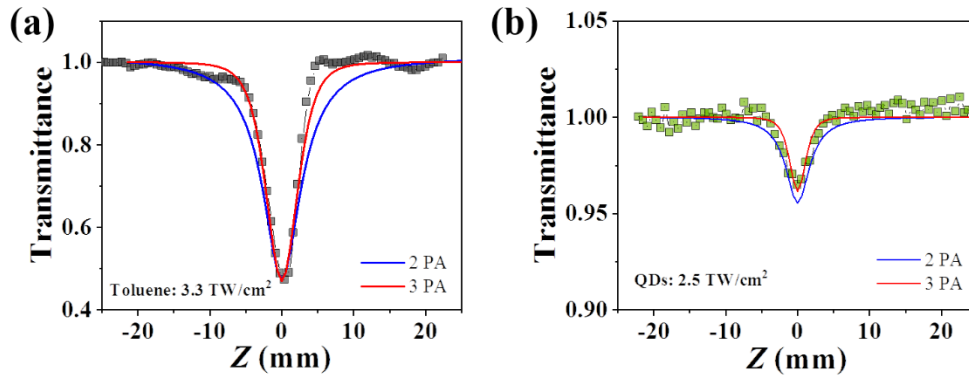 (a)
Transmittance
1.0
0.8
0.6
0.4
-20
-10
0
10
20
Z (mm)
2 PA
3 PA
Toluene: 3.3 TW/cm²
(b)
Transmittance
1.05
1.00
0.95
0.90
-20
-10
0
10
20
Z (mm)
2 PA
3 PA
QDs: 2.5 TW/cm²